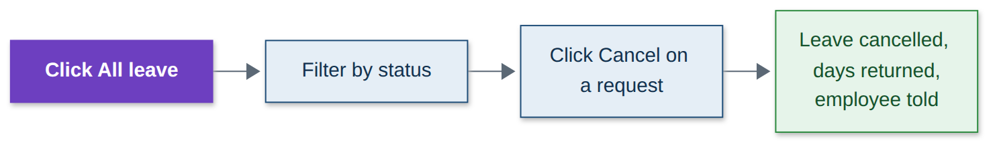 Click All leave
Filter by status
Click Cancel on
a request
Leave cancelled,
days returned,
employee told